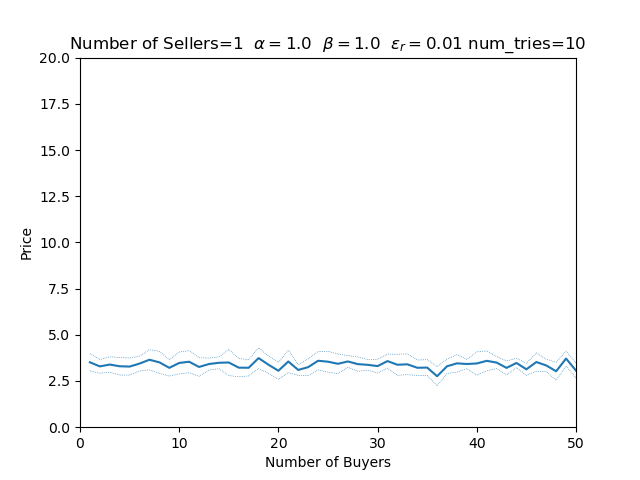 Number of Sellers=1 α = 1.0 β = 1.0 εr = 0.01 num_tries=10
20.0
17.5
15.0
12.5
10.0
7.5
5.0
2.5
0.0
Price
0 10 20 30 40 50
Number of Buyers